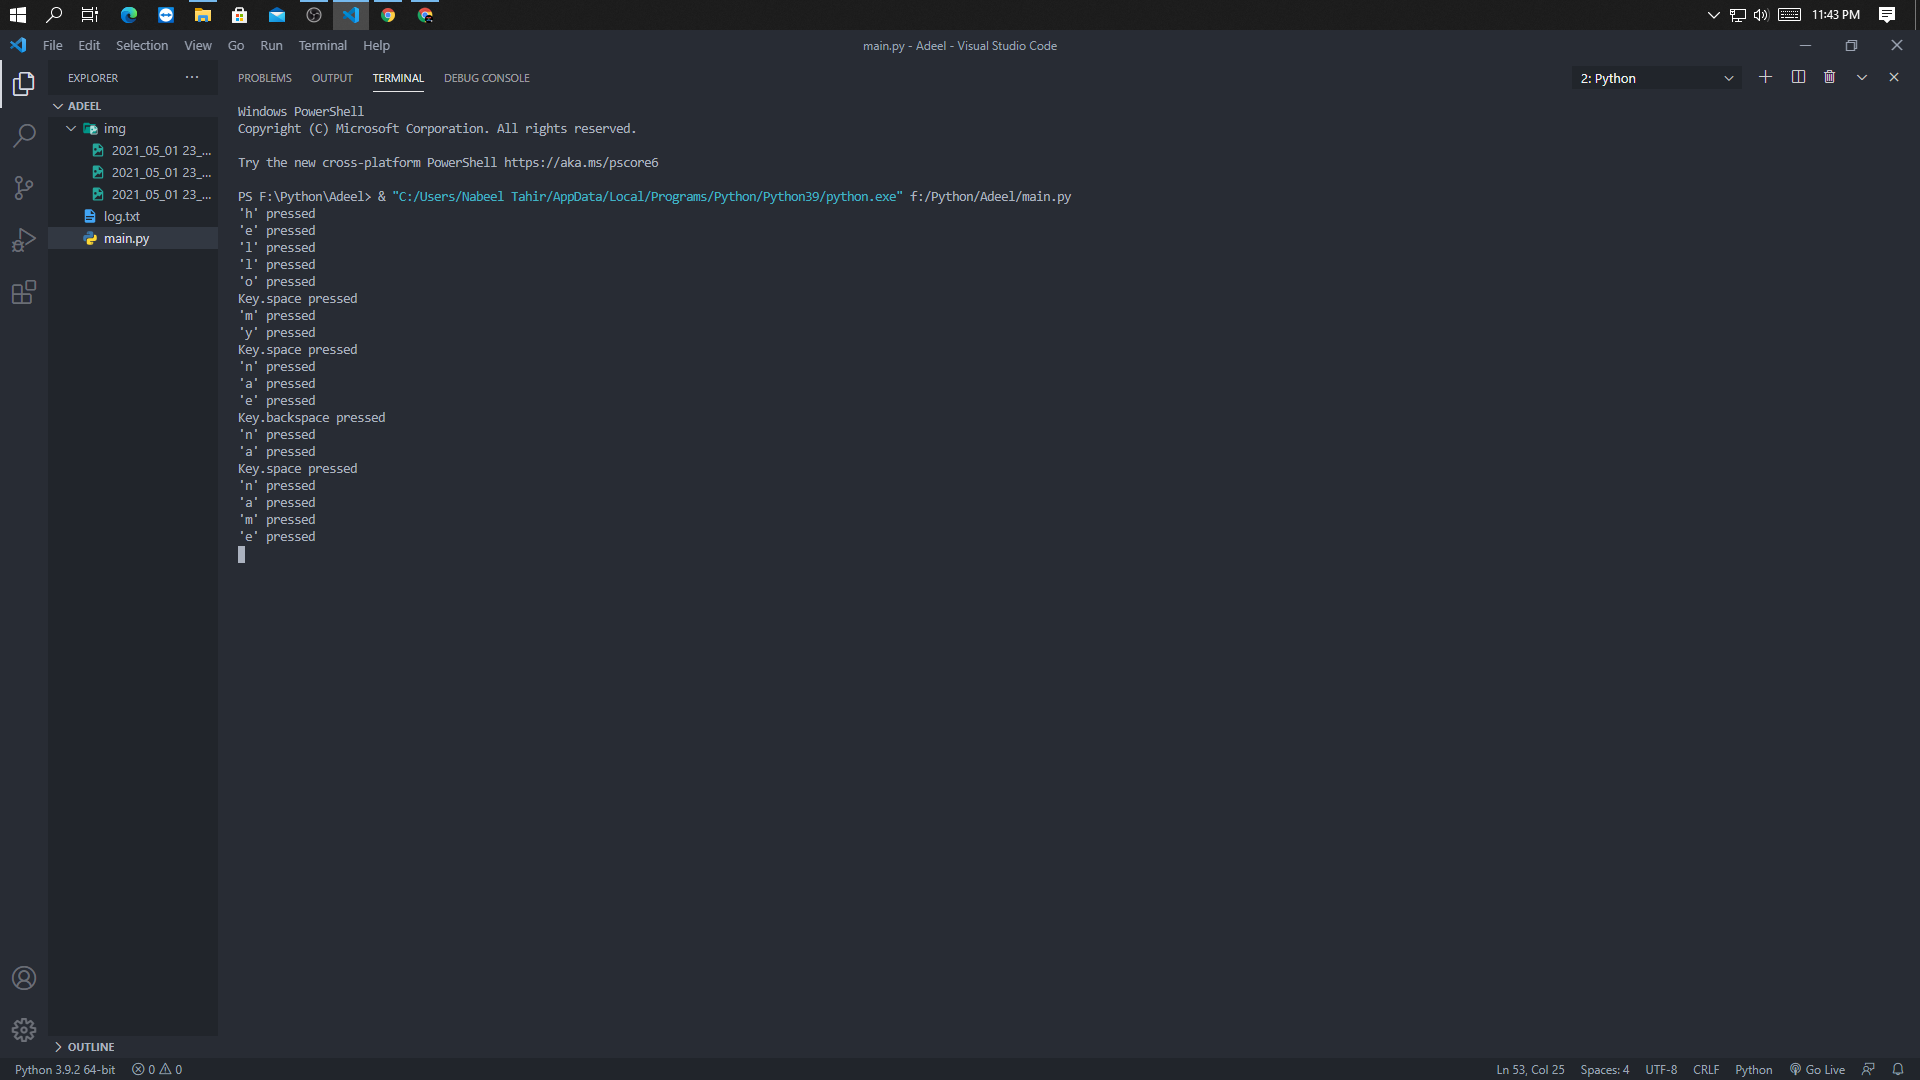 11:43 PM
File Edit Selection View Go Run Terminal Help
main.py - Adeel - Visual Studio Code
EXPLORER
PROBLEMS OUTPUT TERMINAL DEBUG CONSOLE
2: Python
ADEEL
img
2021_05_01 23_...
2021_05_01 23_...
2021_05_01 23_...
log.txt
main.py
Windows PowerShell
Copyright (C) Microsoft Corporation. All rights reserved.
Try the new cross-platform PowerShell https://aka.ms/pscore6
PS F:\Python\Adeel> & "C:/Users/Nabeel Tahir/AppData/Local/Programs/Python/Python39/python.exe" f:/Python/Adeel/main.py
'h' pressed
'e' pressed
'l' pressed
'l' pressed
'o' pressed
Key.space pressed
'm' pressed
'y' pressed
Key.space pressed
'n' pressed
'a' pressed
'e' pressed
Key.backspace pressed
'n' pressed
'a' pressed
Key.space pressed
'n' pressed
'a' pressed
'm' pressed
'e' pressed
OUTLINE
Python 3.9.2 64-bit 0 0
Ln 53, Col 25 Spaces: 4 UTF-8 CRLF Python Go Live